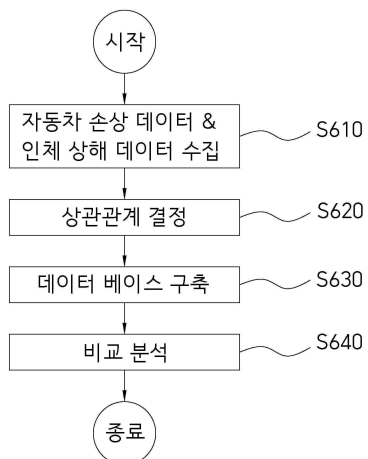 시작
자동차 손상 데이터 &
인체 상해 데이터 수집
S610
상관관계 결정
S620
데이터 베이스 구축
S630
비교 분석
S640
종료